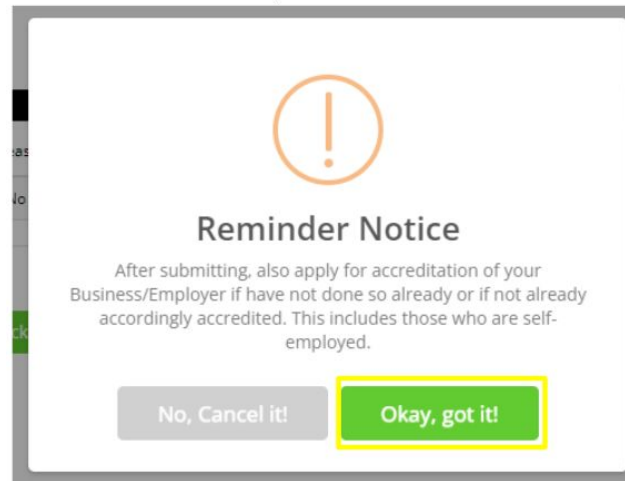 Reminder Notice
After submitting, also apply for accreditation of your
Business/Employer if have not done so already or if not already
accordingly accredited. This includes those who are self-
employed.
No, Cancel it!
Okay, got it!